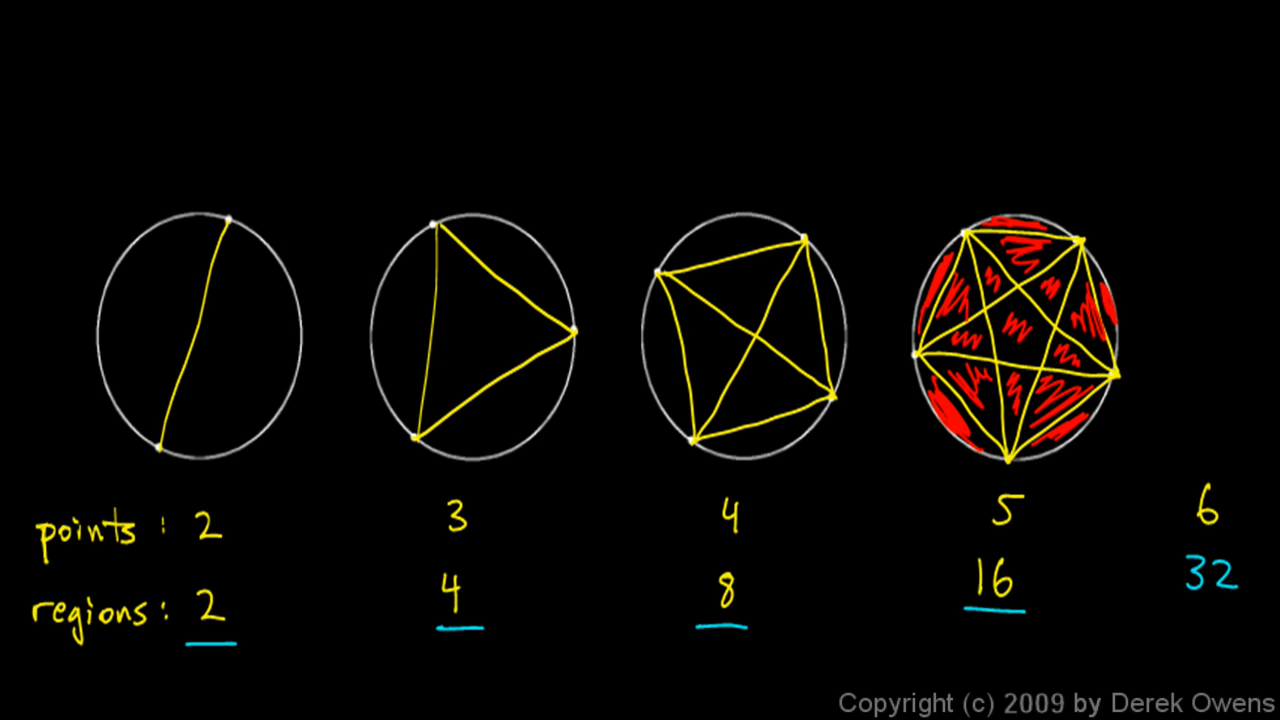 points: 2 3 4 5 6
regions: 2 4 8 16 32
Copyright (c) 2009 by Derek Owens